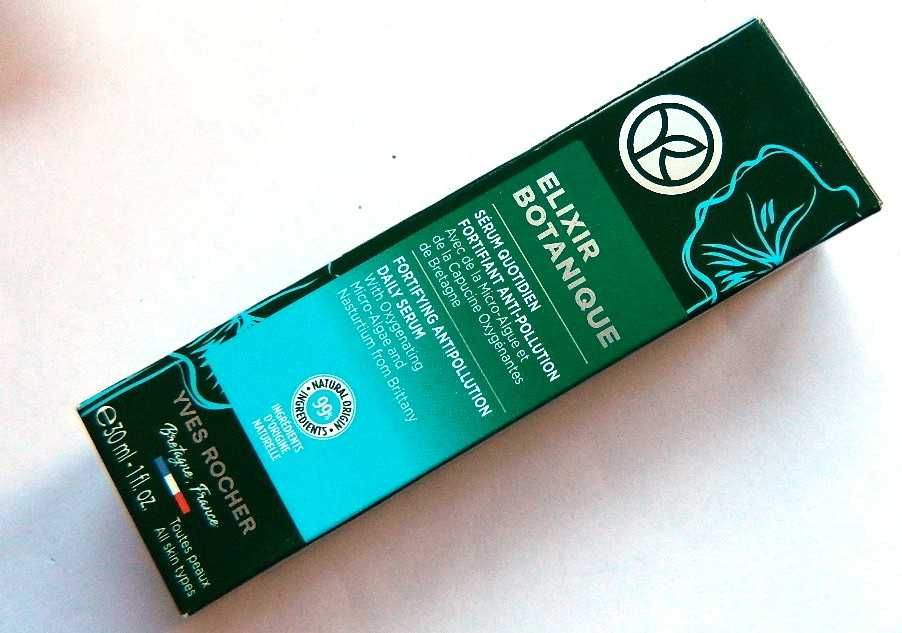 ELIXIR
BOTANIQUE
SÉRUM QUOTIDIEN
FORTIFIANT ANTI-POLLUTION
Avec de la Micro-Algue et
de la Capucine Oxygénantes
de Bretagne
FORTIFYING ANTIPOLLUTION
DAILY SERUM
With Oxygenating
Micro-Algae and
Nasturtium from Brittany
NATURAL ORIGIN
99%
INGREDIENTS
INGRÉDIENTS
D'ORIGINE
NATURELLE
YVES ROCHER
Bretagne, France
Toutes peaux
All skin types
e 30 ml • 1 fl. oz.